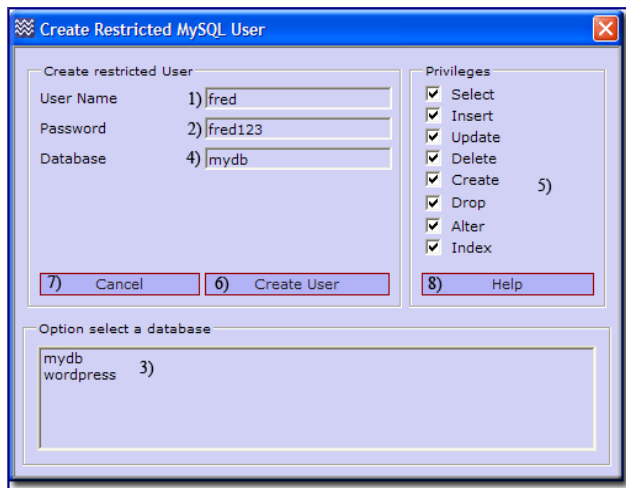 Create Restricted MySQL User
Create restricted User
User Name 1) fred
Password 2) fred123
Database 4) mydb
7) Cancel
6) Create User
Privileges
Select
Insert
Update
Delete
Create
5)
Drop
Alter
Index
8) Help
Option select a database
mydb
wordpress
3)